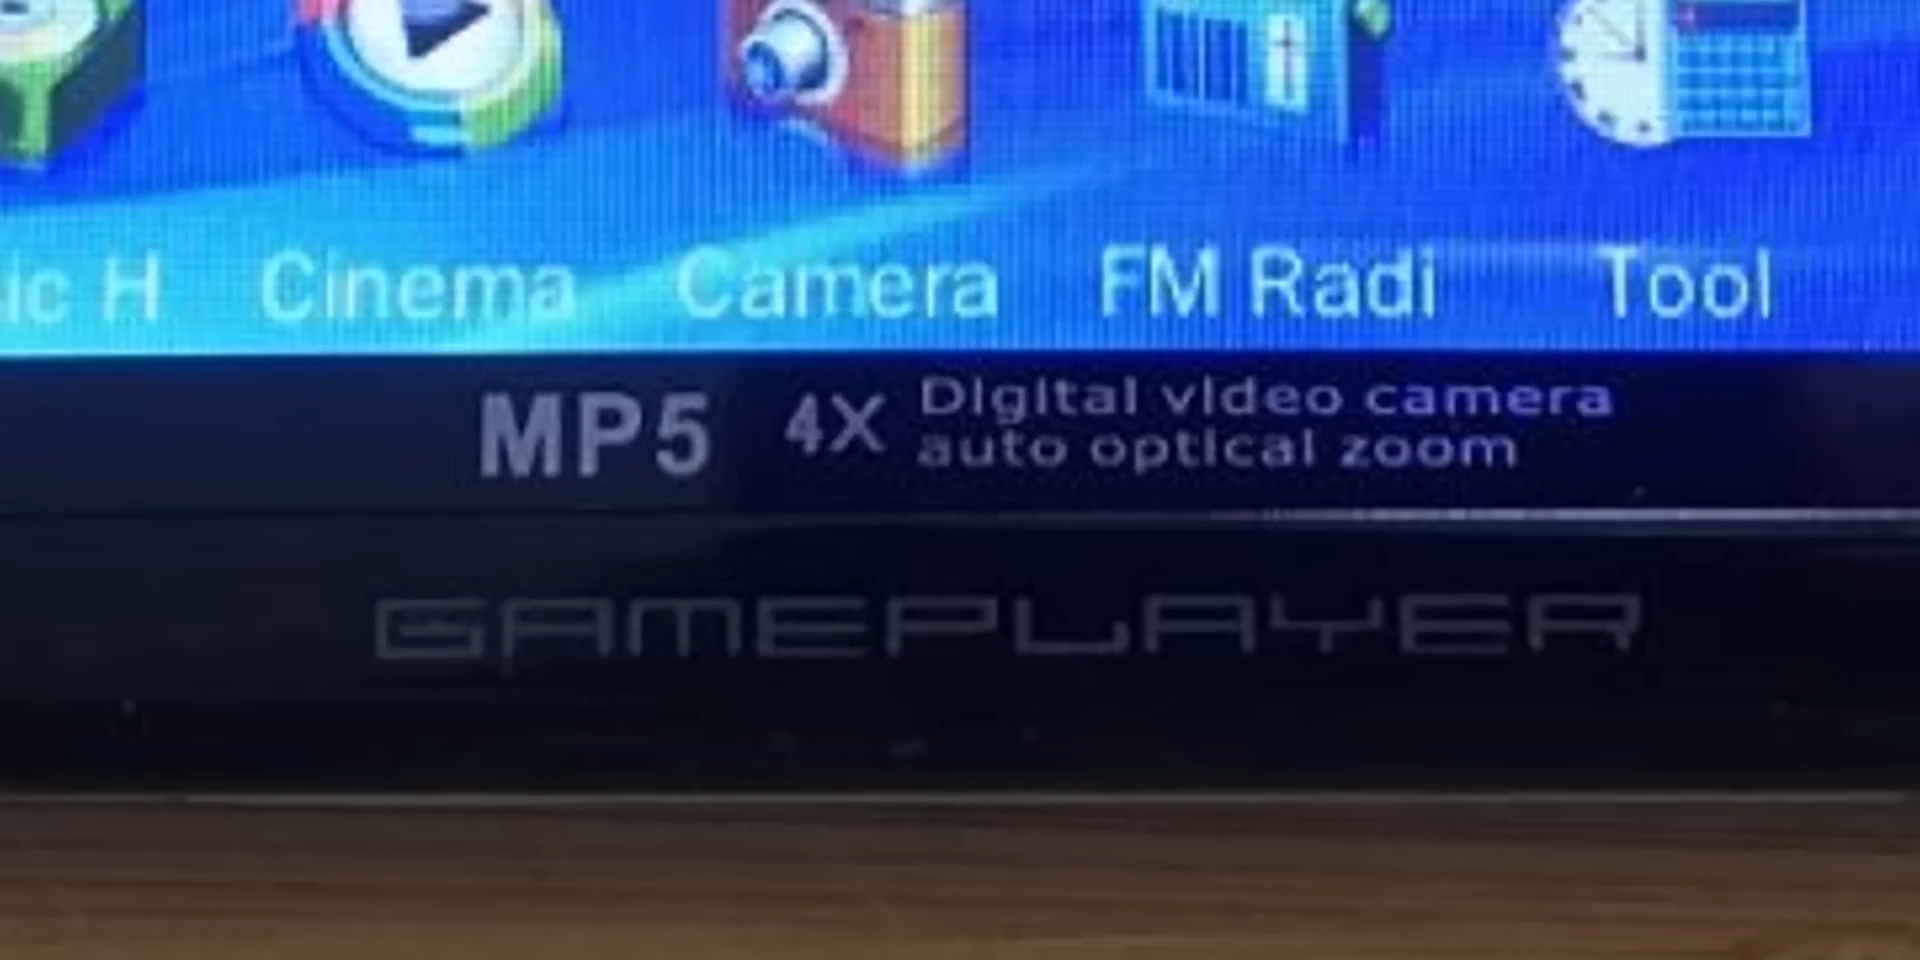 ic H Cinema Camera FM Radi Tool
MP5 4X Digital video camera
auto optical zoom
GAMEPLAYER